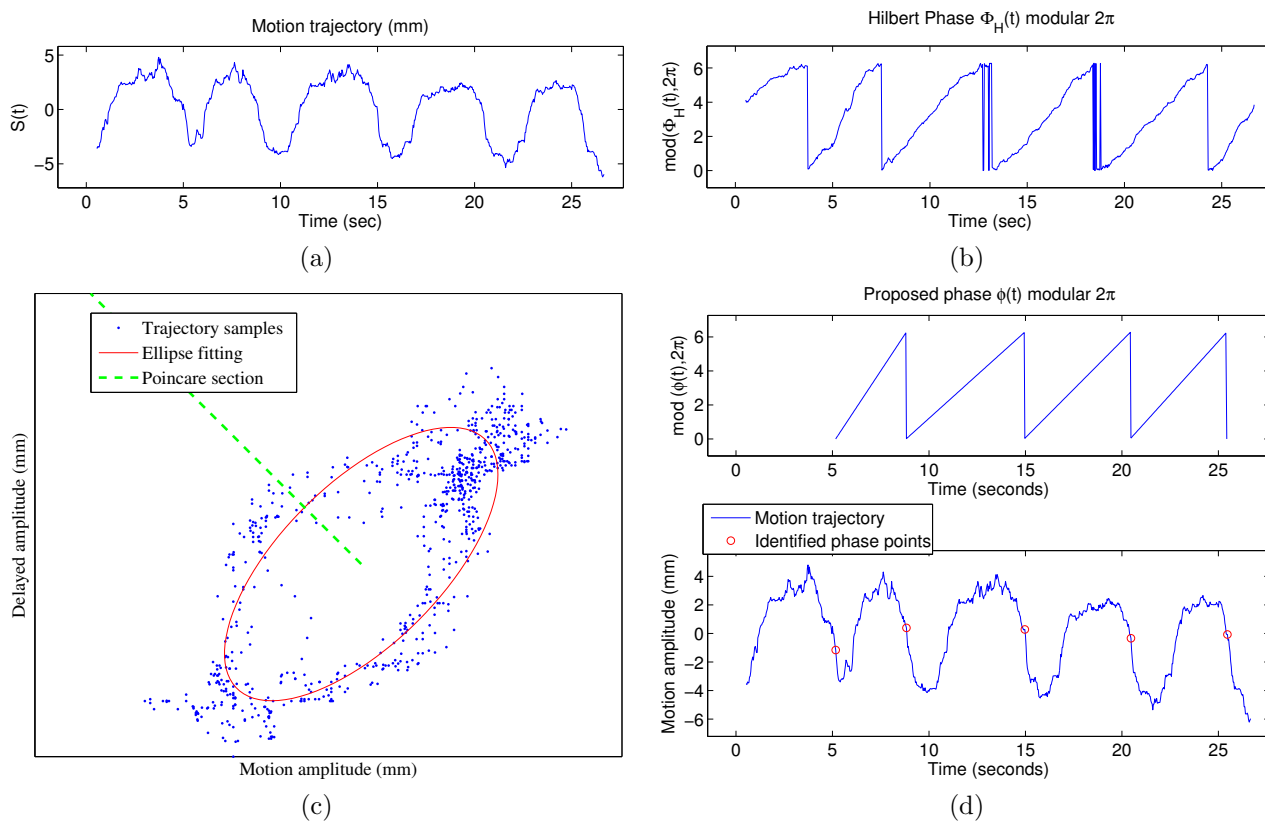 Motion trajectory (mm)
S(t)
5
0
−5
0 5 10 15 20 25
Time (sec)
(a)
Hilbert Phase Φ_H(t) modular 2π
mod(Φ_H(t),2π)
6
4
2
0
0 5 10 15 20 25
Time (sec)
(b)
Trajectory samples
Ellipse fitting
Poincare section
Delayed amplitude (mm)
Motion amplitude (mm)
(c)
Proposed phase ϕ(t) modular 2π
mod (ϕ(t),2π)
6
4
2
0
0 5 10 15 20 25
Time (seconds)
Motion trajectory
Identified phase points
Motion amplitude (mm)
4
2
0
−2
−4
−6
0 5 10 15 20 25
Time (seconds)
(d)